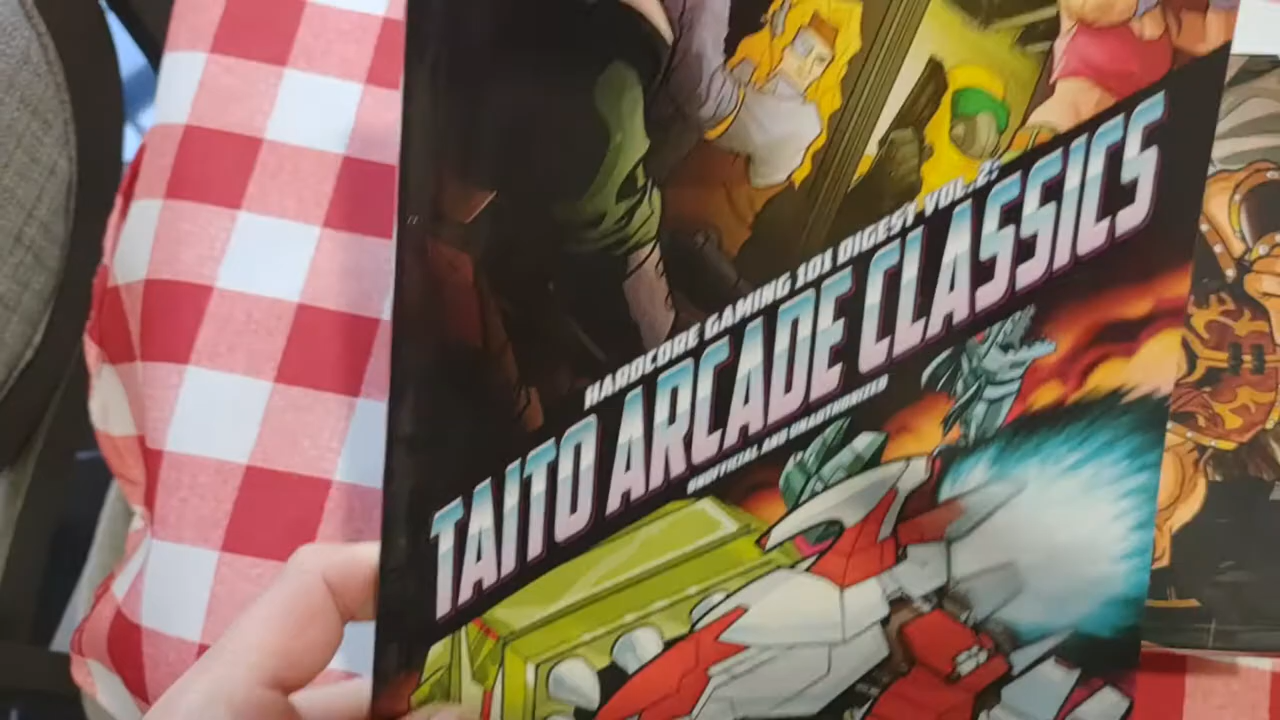 HARDCORE GAMING 101 DIGEST VOL. 2:
TAITO ARCADE CLASSICS
UNOFFICIAL AND UNAUTHORIZED